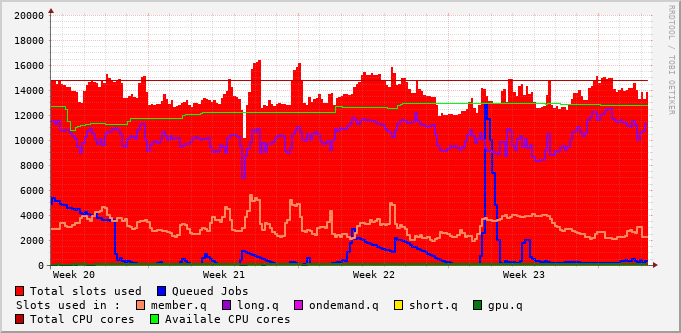 20000
18000
16000
14000
12000
10000
8000
6000
4000
2000
0
Week 20 Week 21 Week 22 Week 23
RRDTOOL / TOBI OETIKER
Total slots used Queued Jobs
Slots used in : member.q long.q ondemand.q short.q gpu.q
Total CPU cores Availale CPU cores